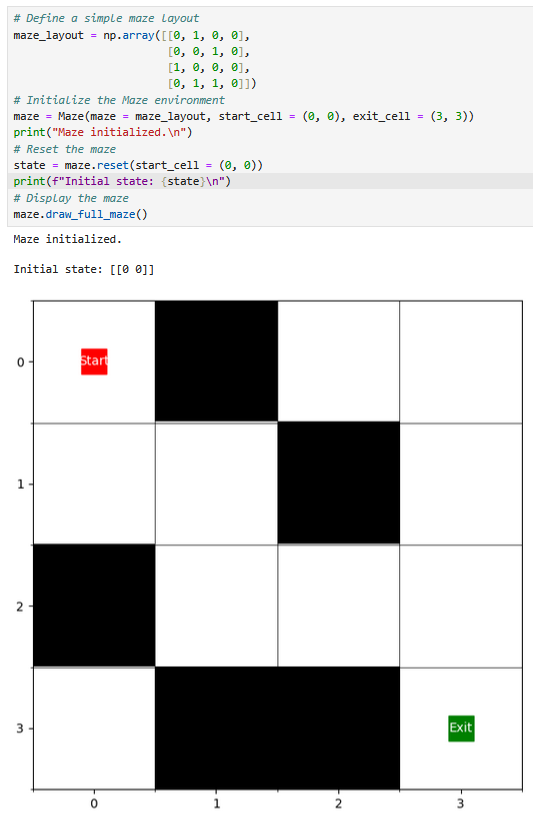 # Define a simple maze layout
maze_layout = np.array([[0, 1, 0, 0],
                        [0, 0, 1, 0],
                        [1, 0, 0, 0],
                        [0, 1, 1, 0]])
# Initialize the Maze environment
maze = Maze(maze = maze_layout, start_cell = (0, 0), exit_cell = (3, 3))
print("Maze initialized.\n")
# Reset the maze
state = maze.reset(start_cell = (0, 0))
print(f"Initial state: {state}\n")
# Display the maze
maze.draw_full_maze()
Maze initialized.
Initial state: [[0 0]]
0
Start
1
2
3
Exit
0 1 2 3